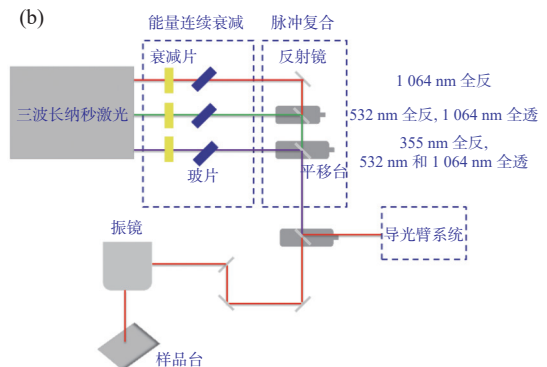 (b)
能量连续衰减
脉冲复合
衰减片
反射镜
1 064 nm 全反
三波长纳秒激光
532 nm 全反, 1 064 nm 全透
355 nm 全反,
532 nm 和 1 064 nm 全透
玻片
平移台
振镜
导光臂系统
样品台